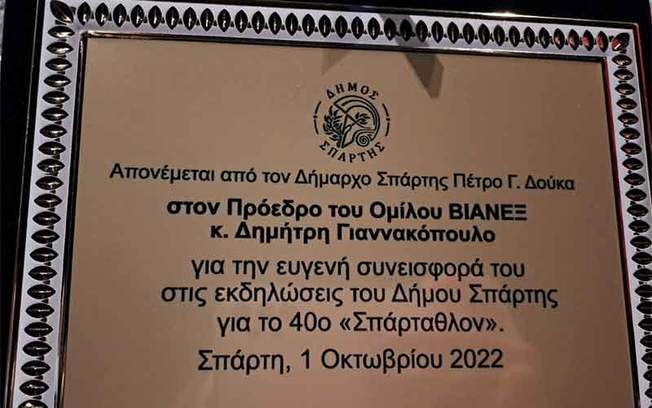 ΔΗΜΟΣ
ΣΠΑΡΤΗΣ
Απονέμεται από τον Δήμαρχο Σπάρτης Πέτρο Γ. Δούκα
στον Πρόεδρο του Ομίλου ΒΙΑΝΕΞ
κ. Δημήτρη Γιαννακόπουλο
για την ευγενή συνεισφορά του
στις εκδηλώσεις του Δήμου Σπάρτης
για το 40ο «Σπάρταθλον».
Σπάρτη, 1 Οκτωβρίου 2022